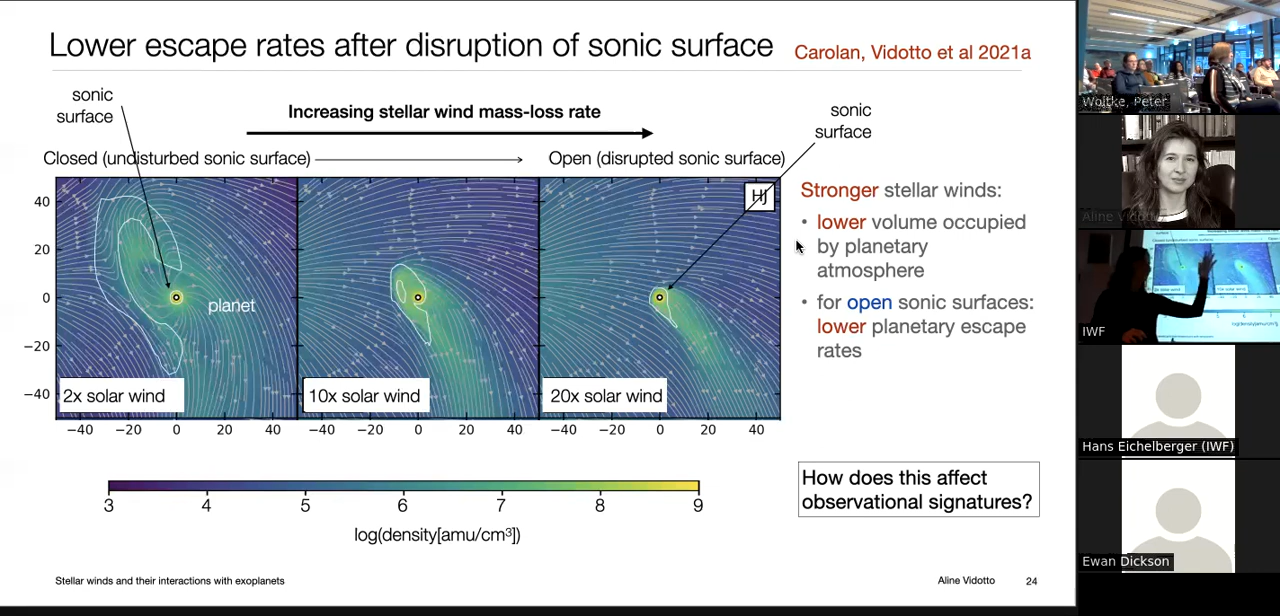 Lower escape rates after disruption of sonic surface
Carolan, Vidotto et al 2021a
sonic
surface
Increasing stellar wind mass-loss rate
sonic
surface
Closed (undisturbed sonic surface)
Open (disrupted sonic surface)
HJ
40
20
0
−20
−40
planet
2x solar wind
10x solar wind
20x solar wind
−40 −20 0 20 40
−40 −20 0 20 40
−40 −20 0 20 40
Stronger stellar winds:
• lower volume occupied
by planetary
atmosphere
• for open sonic surfaces:
lower planetary escape
rates
3 4 5 6 7 8 9
log(density[amu/cm³])
How does this affect
observational signatures?
Stellar winds and their interactions with exoplanets
Aline Vidotto
24
Woitke, Peter
Aline Vidotto
IWF
Hans Eichelberger (IWF)
Ewan Dickson